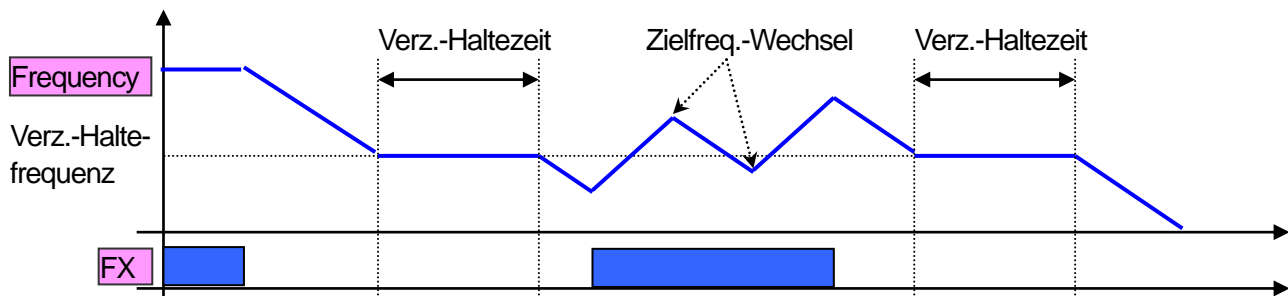 Verz.-Haltezeit
Zielfreq.-Wechsel
Verz.-Haltezeit
Frequency
Verz.-Halte-
frequenz
FX